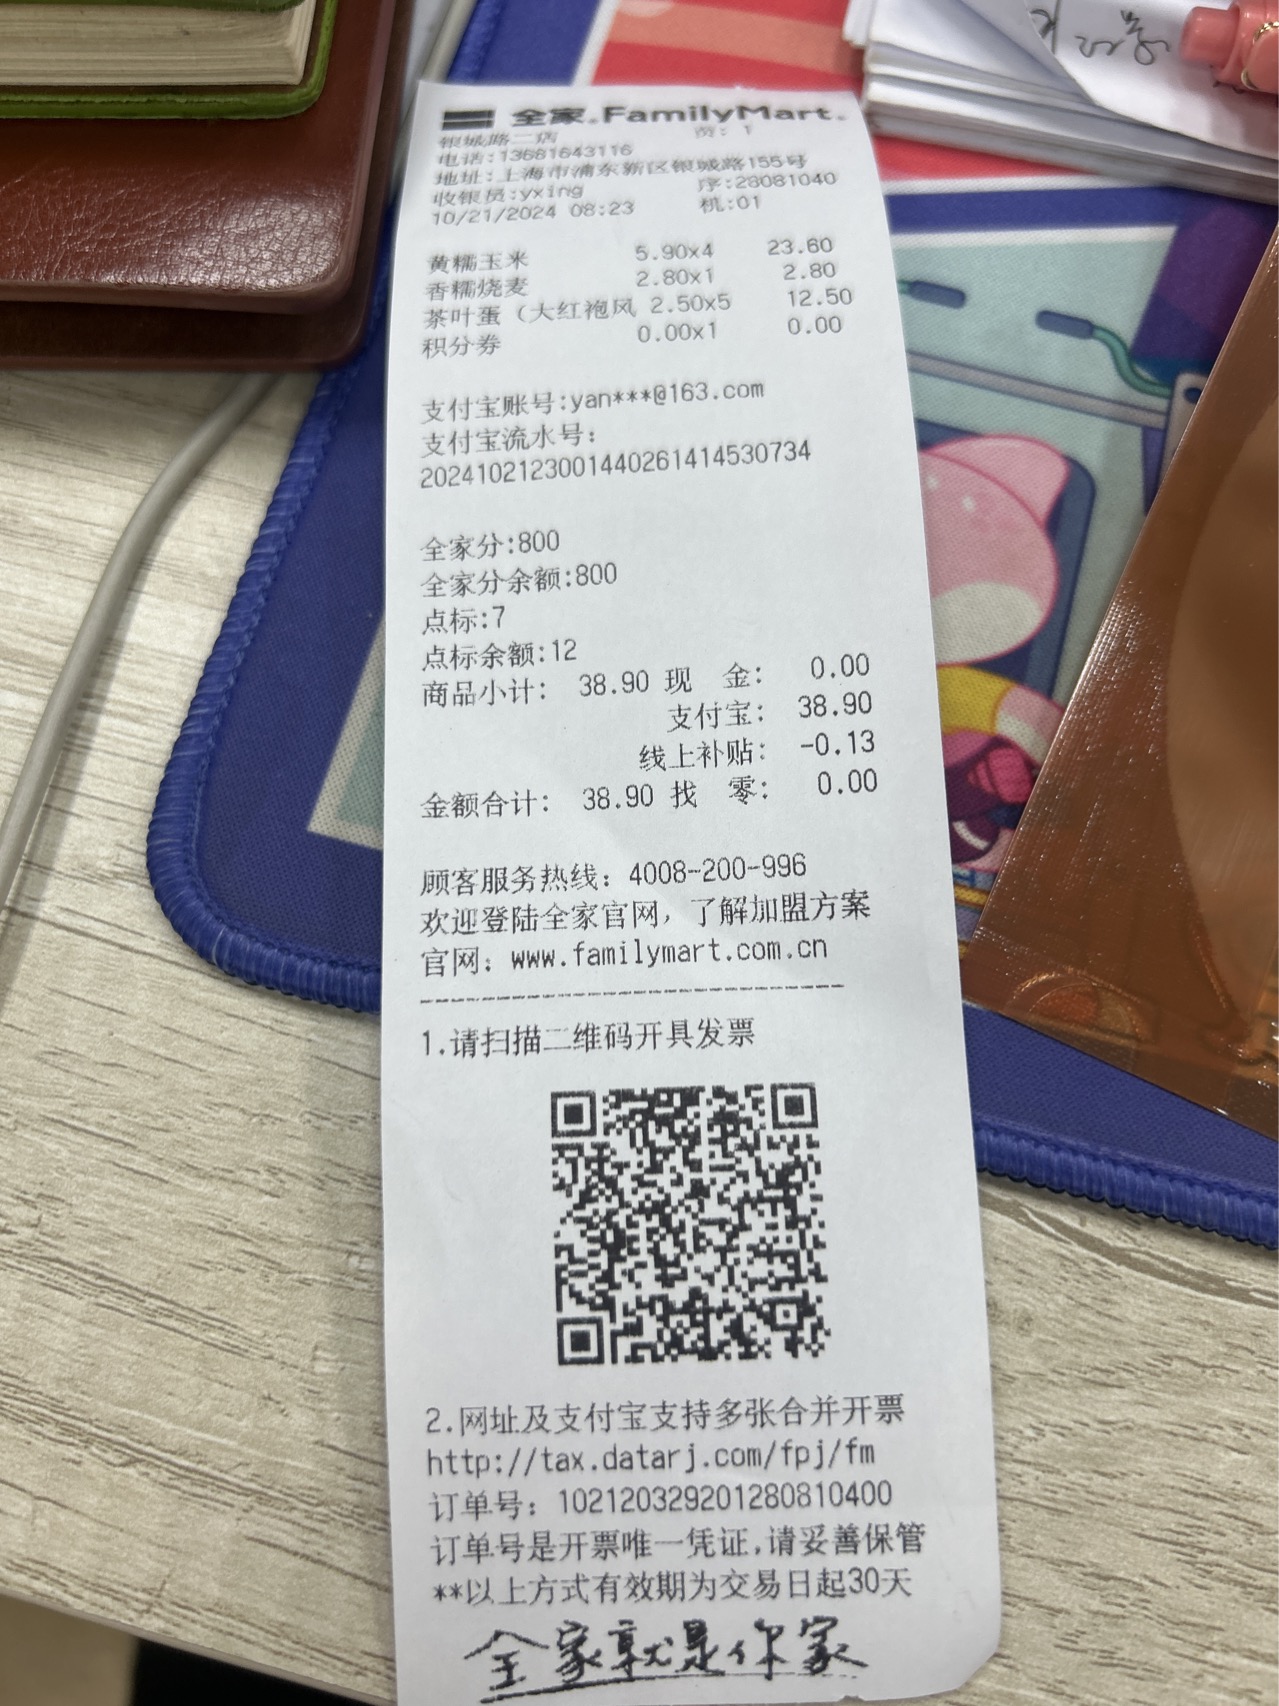 全家 FamilyMart
银城路二店 页: 1
电话:13681643116
地址:上海市浦东新区银城路155号
收银员:yxing 序:28081040
10/21/2024 08:23 机:01
黄糯玉米 5.90x4 23.60
香糯烧麦 2.80x1 2.80
茶叶蛋（大红袍风 2.50x5 12.50
积分券 0.00x1 0.00
支付宝账号:yan***@163.com
支付宝流水号:
2024102123001440261414530734
全家分:800
全家分余额:800
点标:7
点标余额:12
商品小计: 38.90 现 金: 0.00
支付宝: 38.90
线上补贴: -0.13
金额合计: 38.90 找 零: 0.00
顾客服务热线: 4008-200-996
欢迎登陆全家官网，了解加盟方案
官网: www.familymart.com.cn
1.请扫描二维码开具发票
2.网址及支付宝支持多张合并开票
http://tax.datarj.com/fpj/fm
订单号: 102120329201280810400
订单号是开票唯一凭证,请妥善保管
**以上方式有效期为交易日起30天
全家就是你家